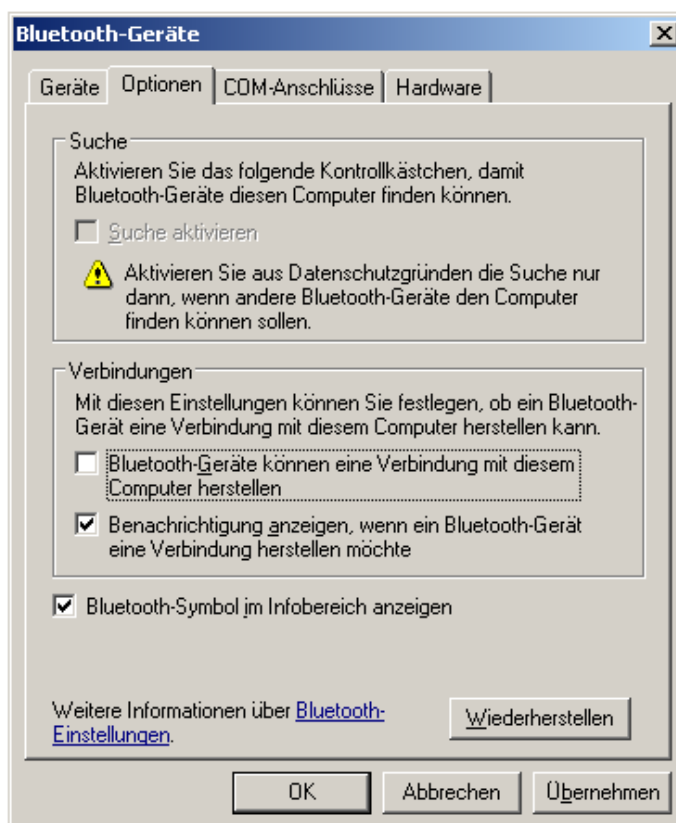 Bluetooth-Geräte
Geräte
Optionen
COM-Anschlüsse
Hardware
Suche
Aktivieren Sie das folgende Kontrollkästchen, damit
Bluetooth-Geräte diesen Computer finden können.
Suche aktivieren
Aktivieren Sie aus Datenschutzgründen die Suche nur
dann, wenn andere Bluetooth-Geräte den Computer
finden können sollen.
Verbindungen
Mit diesen Einstellungen können Sie festlegen, ob ein Bluetooth-
Gerät eine Verbindung mit diesem Computer herstellen kann.
Bluetooth-Geräte können eine Verbindung mit diesem
Computer herstellen
Benachrichtigung anzeigen, wenn ein Bluetooth-Gerät
eine Verbindung herstellen möchte
Bluetooth-Symbol im Infobereich anzeigen
Weitere Informationen über Bluetooth-
Einstellungen.
Wiederherstellen
OK
Abbrechen
Übernehmen